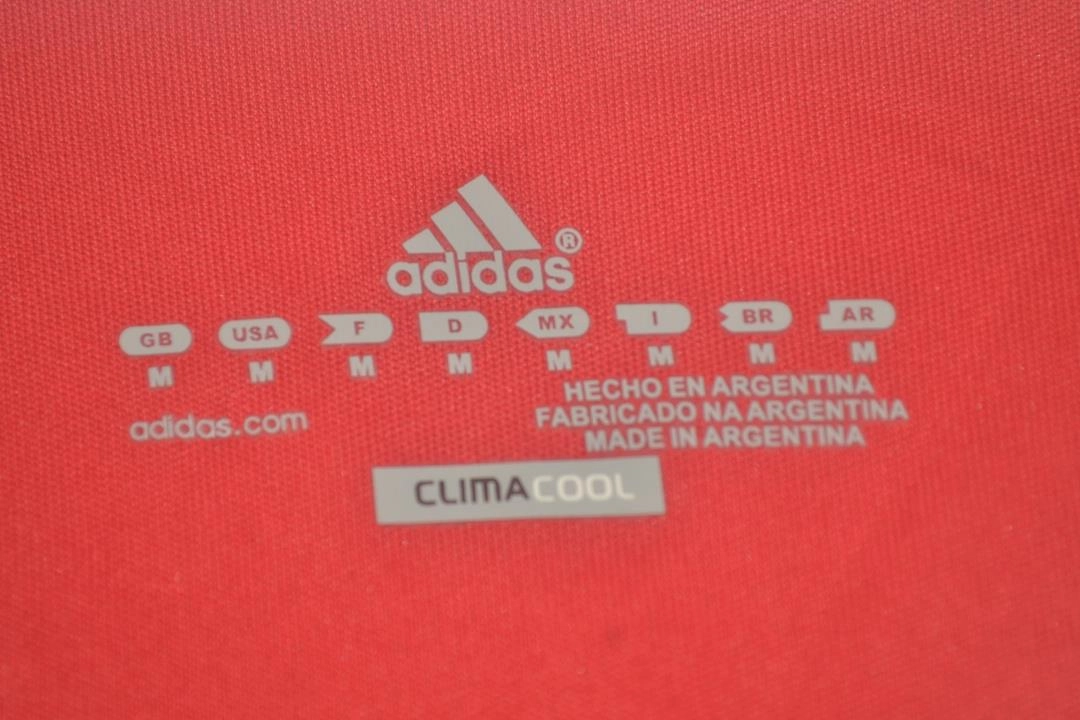 adidas®
GB USA F D MX I BR AR
M M M M M M M M
HECHO EN ARGENTINA
FABRICADO NA ARGENTINA
MADE IN ARGENTINA
adidas.com
CLIMACOOL